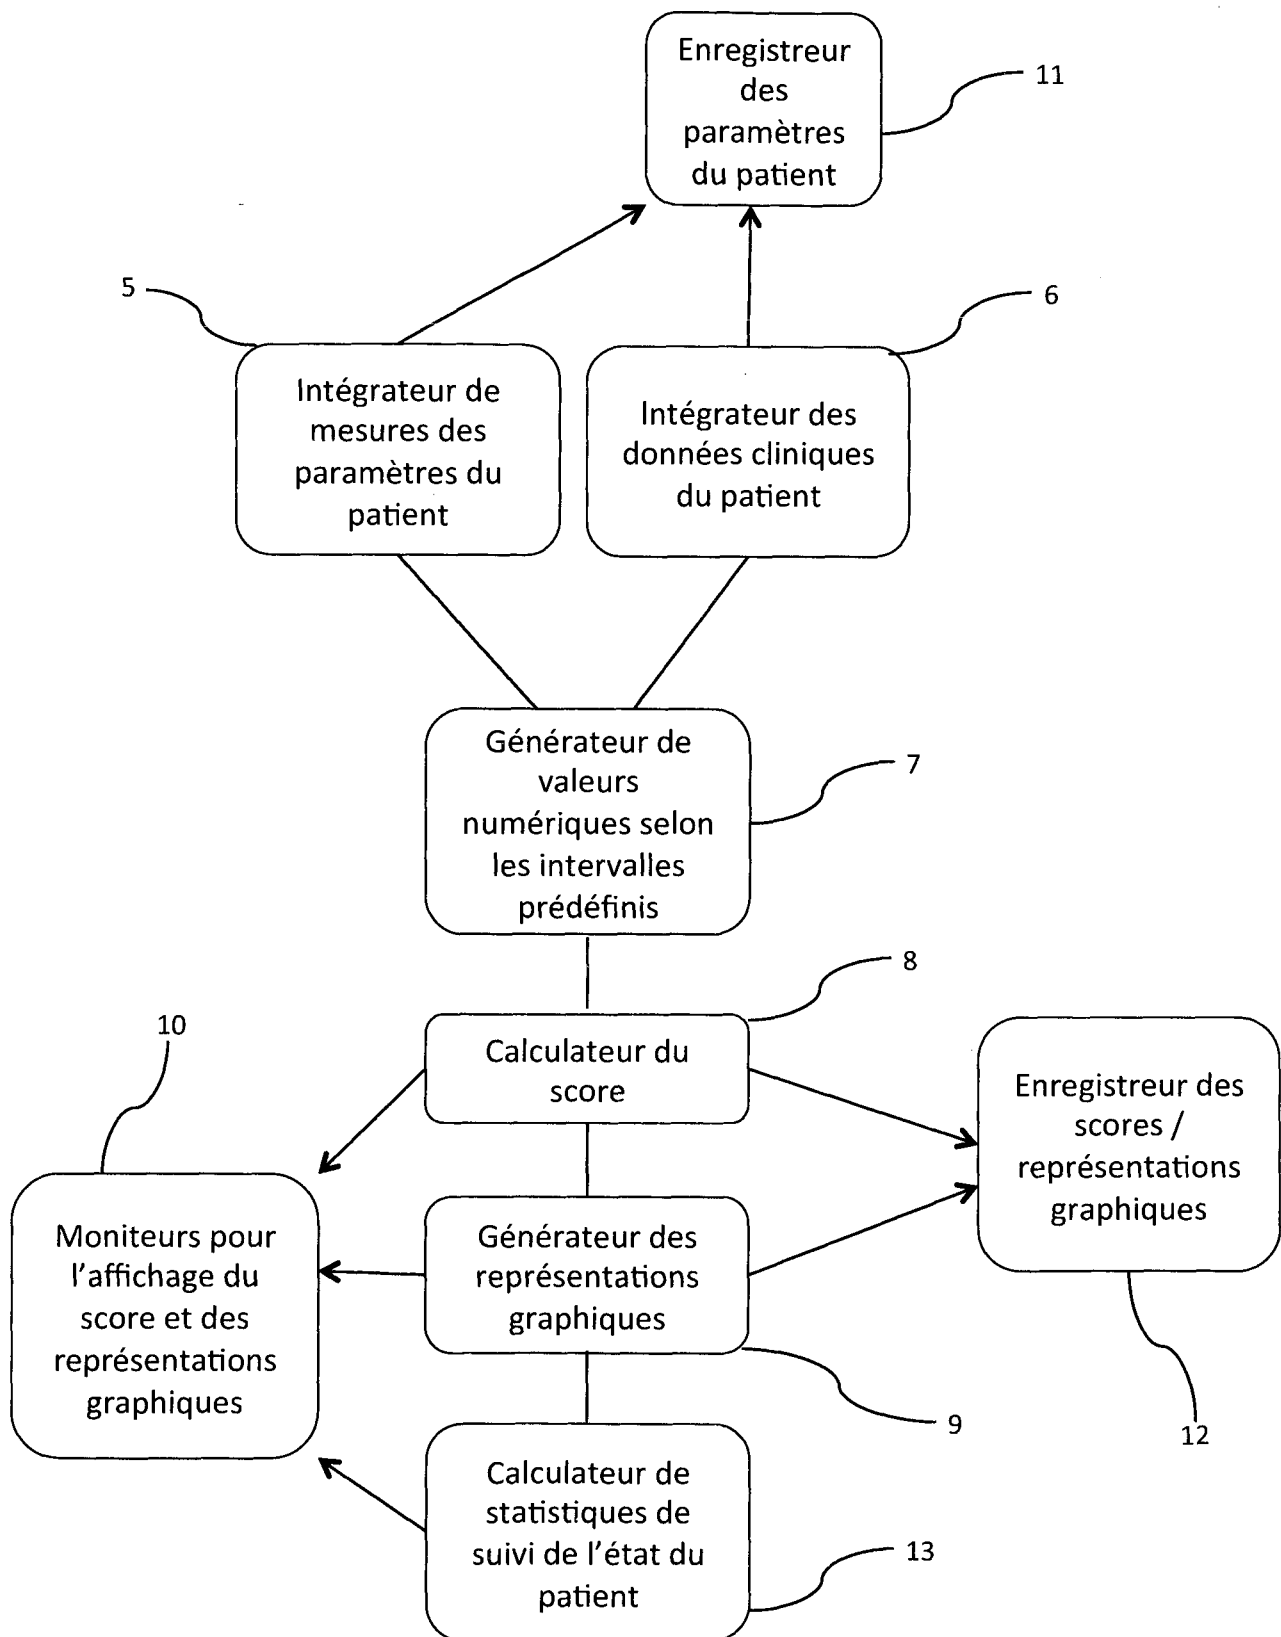 Enregistreur
des
paramètres
du patient
11
5
6
Intégrateur de
mesures des
paramètres du
patient
Intégrateur des
données cliniques
du patient
Générateur de
valeurs
numériques selon
les intervalles
prédéfinis
7
8
10
Calculateur du
score
Enregistreur des
scores /
représentations
graphiques
Moniteurs pour
l'affichage du
score et des
représentations
graphiques
Générateur des
représentations
graphiques
9
12
Calculateur de
statistiques de
suivi de l'état du
patient
13